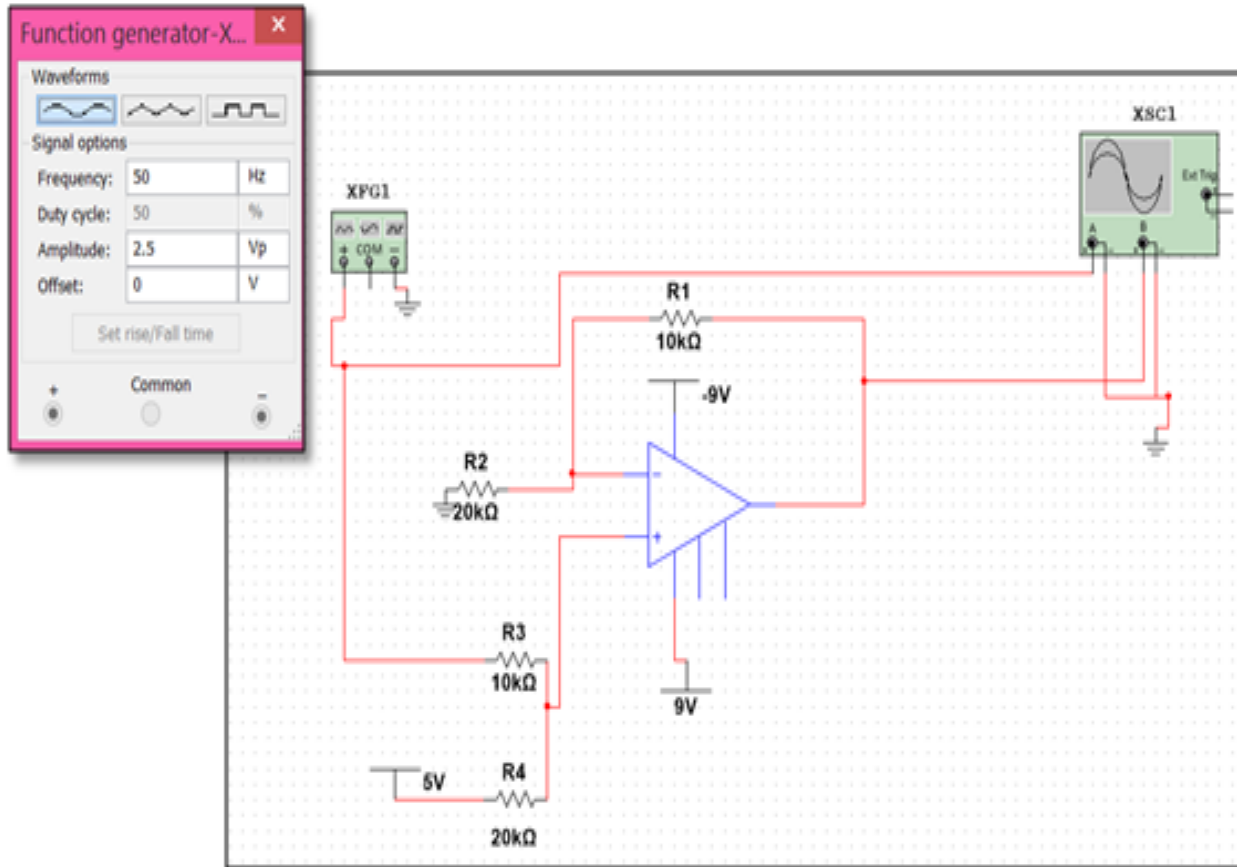 Function generator-X...
X
Waveforms
Signal options
Frequency: 50 Hz
Duty cycle: 50 %
Amplitude: 2.5 Vp
Offset: 0 V
Set rise/Fall time
+ Common −
XFG1
+ COM −
XSC1
Ext Trig
A B
R1
10kΩ
-9V
R2
20kΩ
−
+
R3
10kΩ
9V
5V
R4
20kΩ